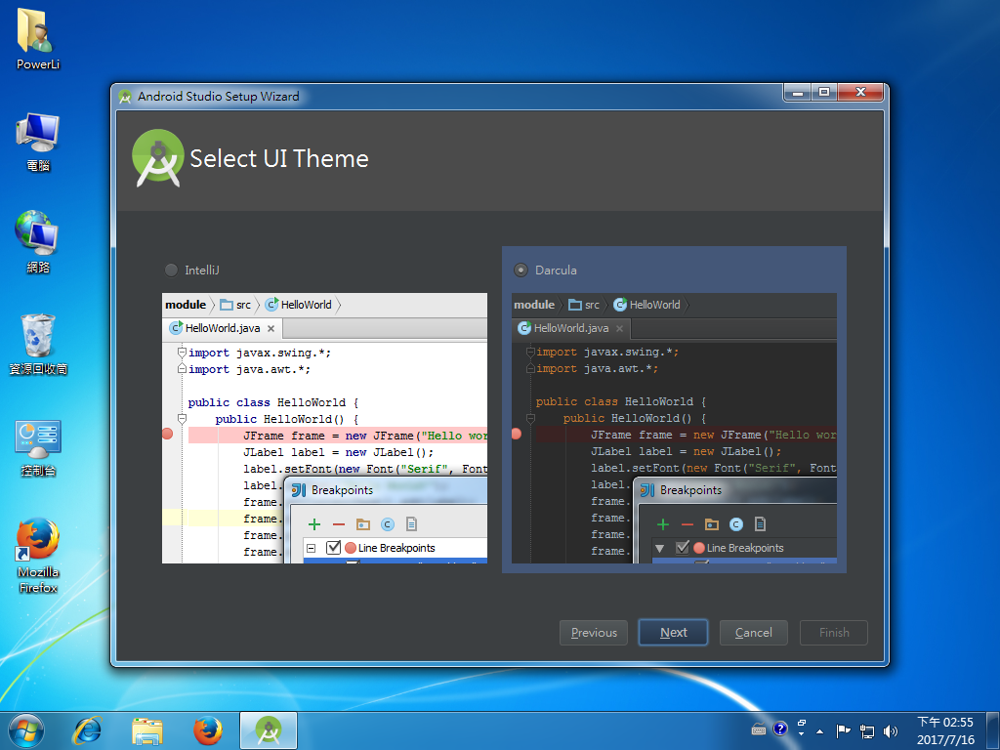 PowerLi
電腦
網路
資源回收筒
控制台
Mozilla
Firefox
Android Studio Setup Wizard
Select UI Theme
IntelliJ
module src HelloWorld
HelloWorld.java
import javax.swing.*;
import java.awt.*;
public class HelloWorld {
public HelloWorld() {
JFrame frame = new JFrame("Hello wor
JLabel label = new JLabel();
label.setFont(new Font("Serif", Font
label.
frame.
frame.
frame.
frame.
Breakpoints
Line Breakpoints
Darcula
module src HelloWorld
HelloWorld.java
import javax.swing.*;
import java.awt.*;
public class HelloWorld {
public HelloWorld() {
JFrame frame = new JFrame("Hello wor
JLabel label = new JLabel();
label.setFont(new Font("Serif", Font
label.
frame.
frame.
frame.
frame.
Breakpoints
Line Breakpoints
Previous
Next
Cancel
Finish
下午 02:55
2017/7/16